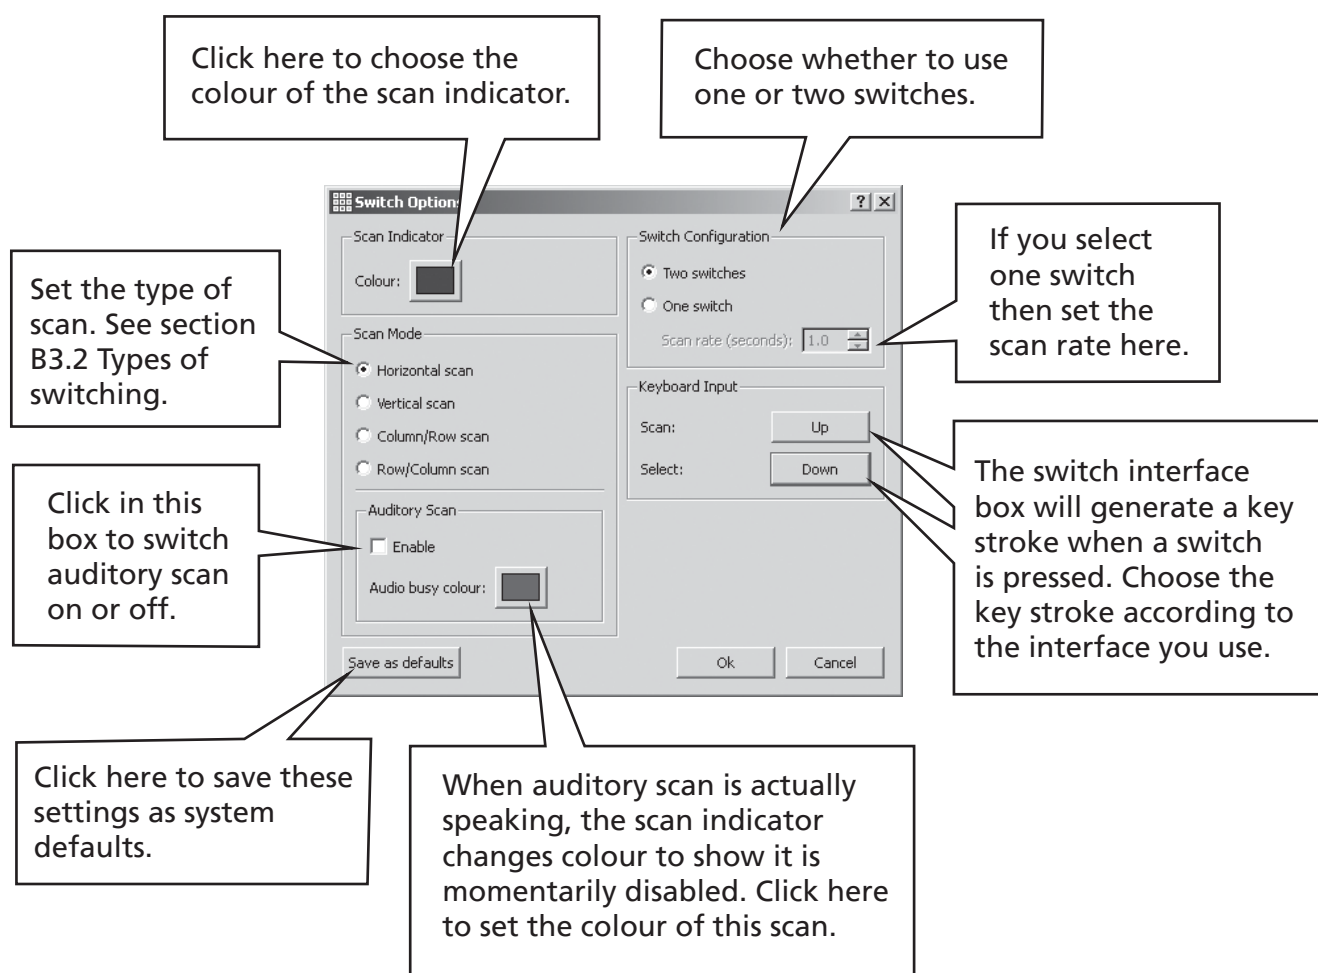 Click here to choose the
colour of the scan indicator.
Choose whether to use
one or two switches.
Switch Options
Scan Indicator
Colour:
Switch Configuration
Two switches
One switch
Scan rate (seconds): 1.0
If you select
one switch
then set the
scan rate here.
Set the type of
scan. See section
B3.2 Types of
switching.
Scan Mode
Horizontal scan
Vertical scan
Column/Row scan
Row/Column scan
Keyboard Input
Scan: Up
Select: Down
The switch interface
box will generate a key
stroke when a switch
is pressed. Choose the
key stroke according to
the interface you use.
Click in this
box to switch
auditory scan
on or off.
Auditory Scan
Enable
Audio busy colour:
Save as defaults
Ok
Cancel
Click here to save these
settings as system
defaults.
When auditory scan is actually
speaking, the scan indicator
changes colour to show it is
momentarily disabled. Click here
to set the colour of this scan.